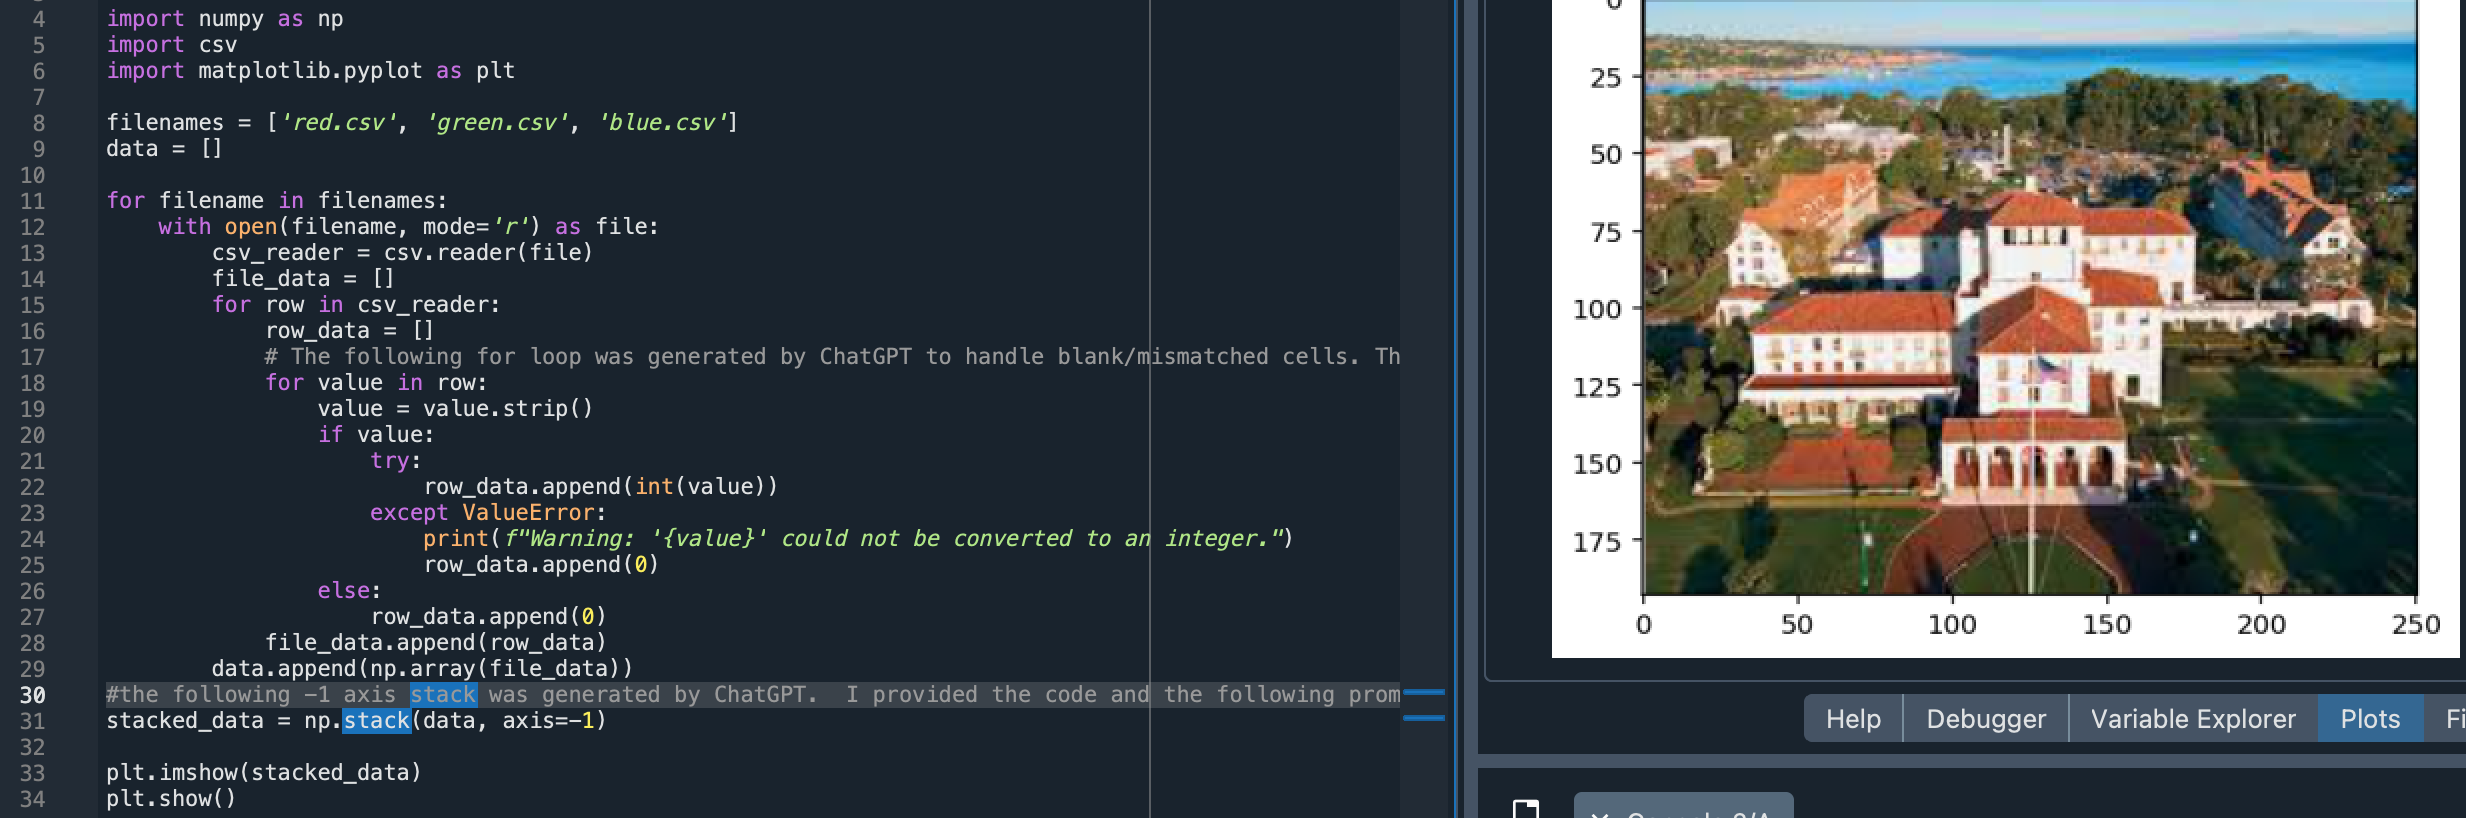 4 import numpy as np
5 import csv
6 import matplotlib.pyplot as plt
7
8 filenames = ['red.csv', 'green.csv', 'blue.csv']
9 data = []
10
11 for filename in filenames:
12     with open(filename, mode='r') as file:
13         csv_reader = csv.reader(file)
14         file_data = []
15         for row in csv_reader:
16             row_data = []
17             # The following for loop was generated by ChatGPT to handle blank/mismatched cells. Th
18             for value in row:
19                 value = value.strip()
20                 if value:
21                     try:
22                         row_data.append(int(value))
23                     except ValueError:
24                         print(f"Warning: '{value}' could not be converted to an integer.")
25                         row_data.append(0)
26                 else:
27                     row_data.append(0)
28             file_data.append(row_data)
29         data.append(np.array(file_data))
30 #the following -1 axis stack was generated by ChatGPT.  I provided the code and the following prom
31 stacked_data = np.stack(data, axis=-1)
32
33 plt.imshow(stacked_data)
34 plt.show()
0
25
50
75
100
125
150
175
0 50 100 150 200 250
Help Debugger Variable Explorer Plots Fi